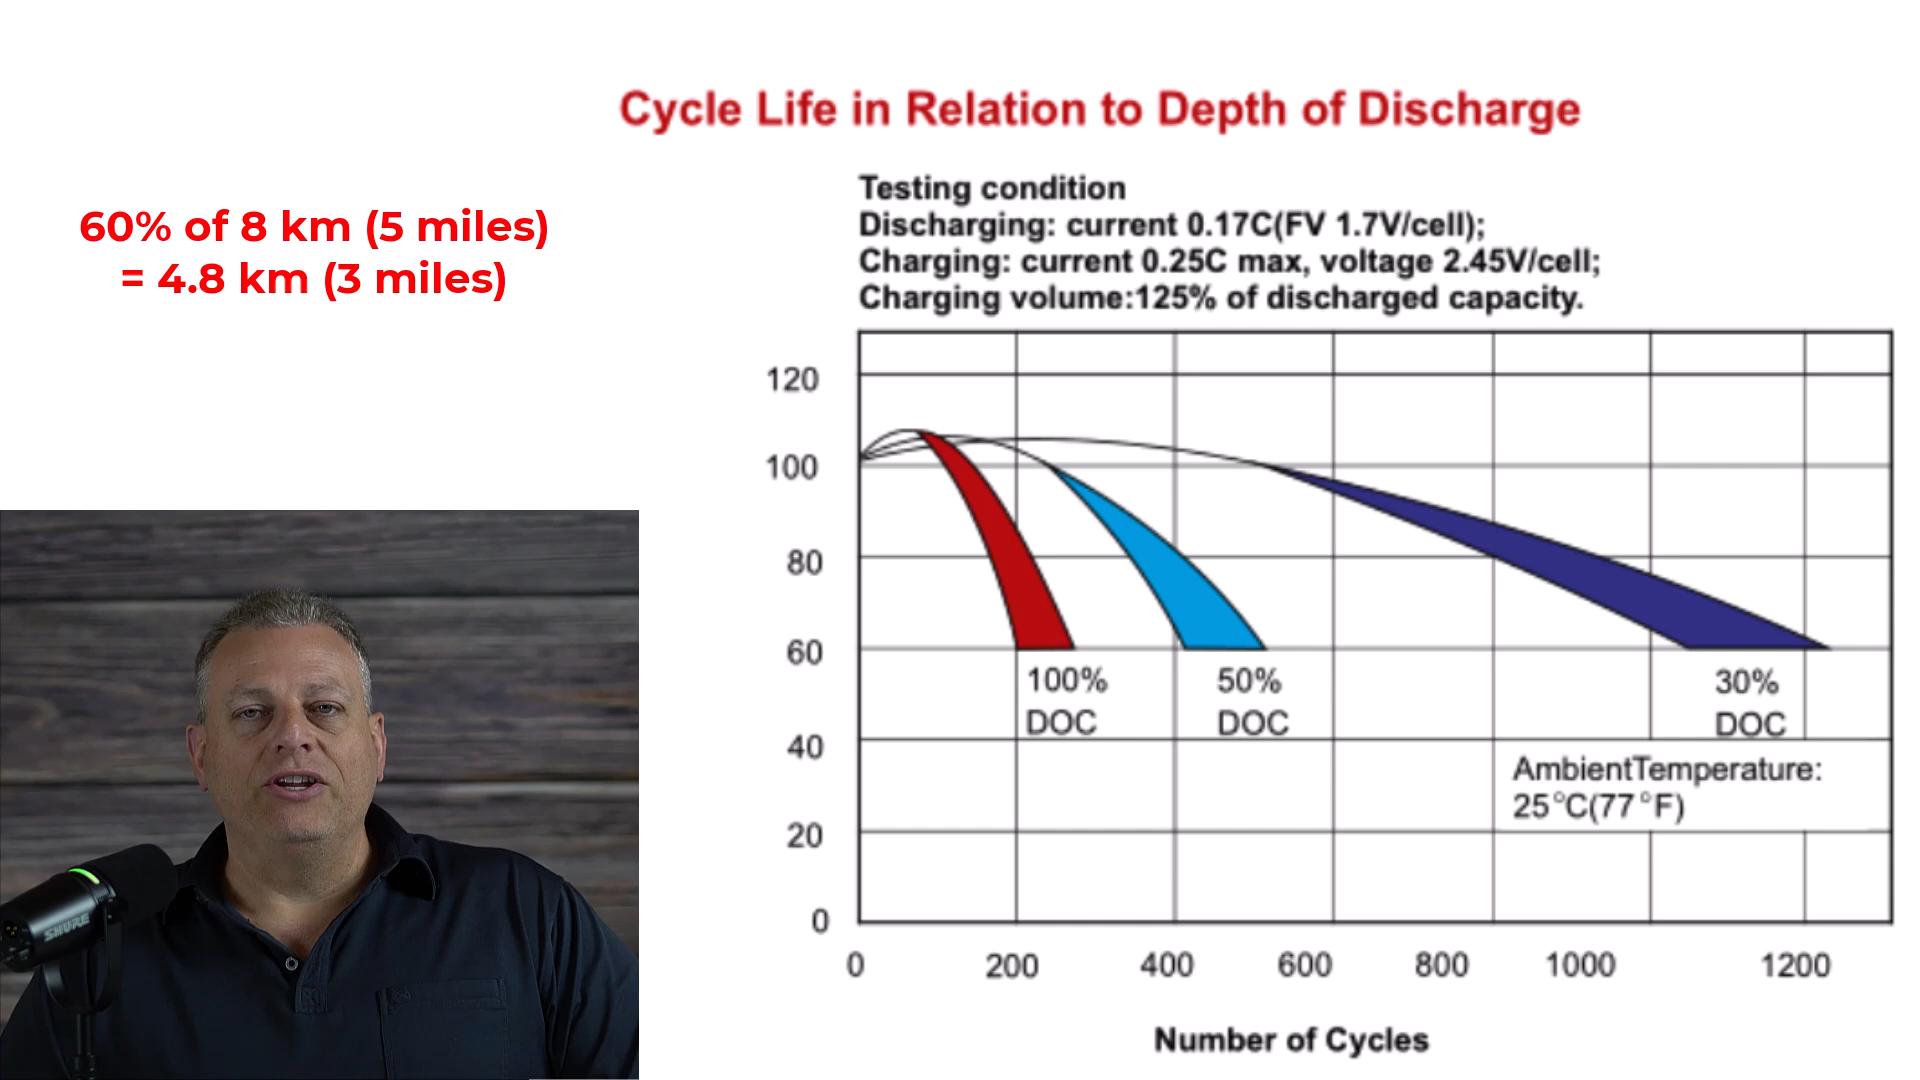 Cycle Life in Relation to Depth of Discharge
60% of 8 km (5 miles)
= 4.8 km (3 miles)
Testing condition
Discharging: current 0.17C(FV 1.7V/cell);
Charging: current 0.25C max, voltage 2.45V/cell;
Charging volume:125% of discharged capacity.
120
100
80
60
40
20
0
100%
DOC
50%
DOC
30%
DOC
AmbientTemperature:
25°C(77°F)
0 200 400 600 800 1000 1200
Number of Cycles
SHURE